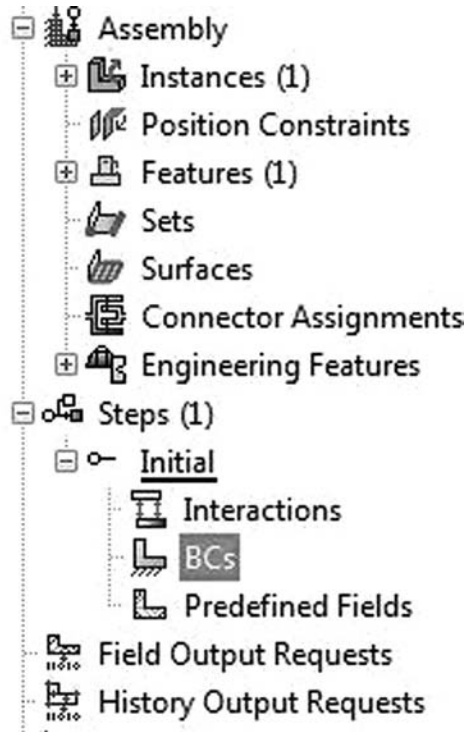 Assembly
Instances (1)
Position Constraints
Features (1)
Sets
Surfaces
Connector Assignments
Engineering Features
Steps (1)
Initial
Interactions
BCs
Predefined Fields
Field Output Requests
History Output Requests